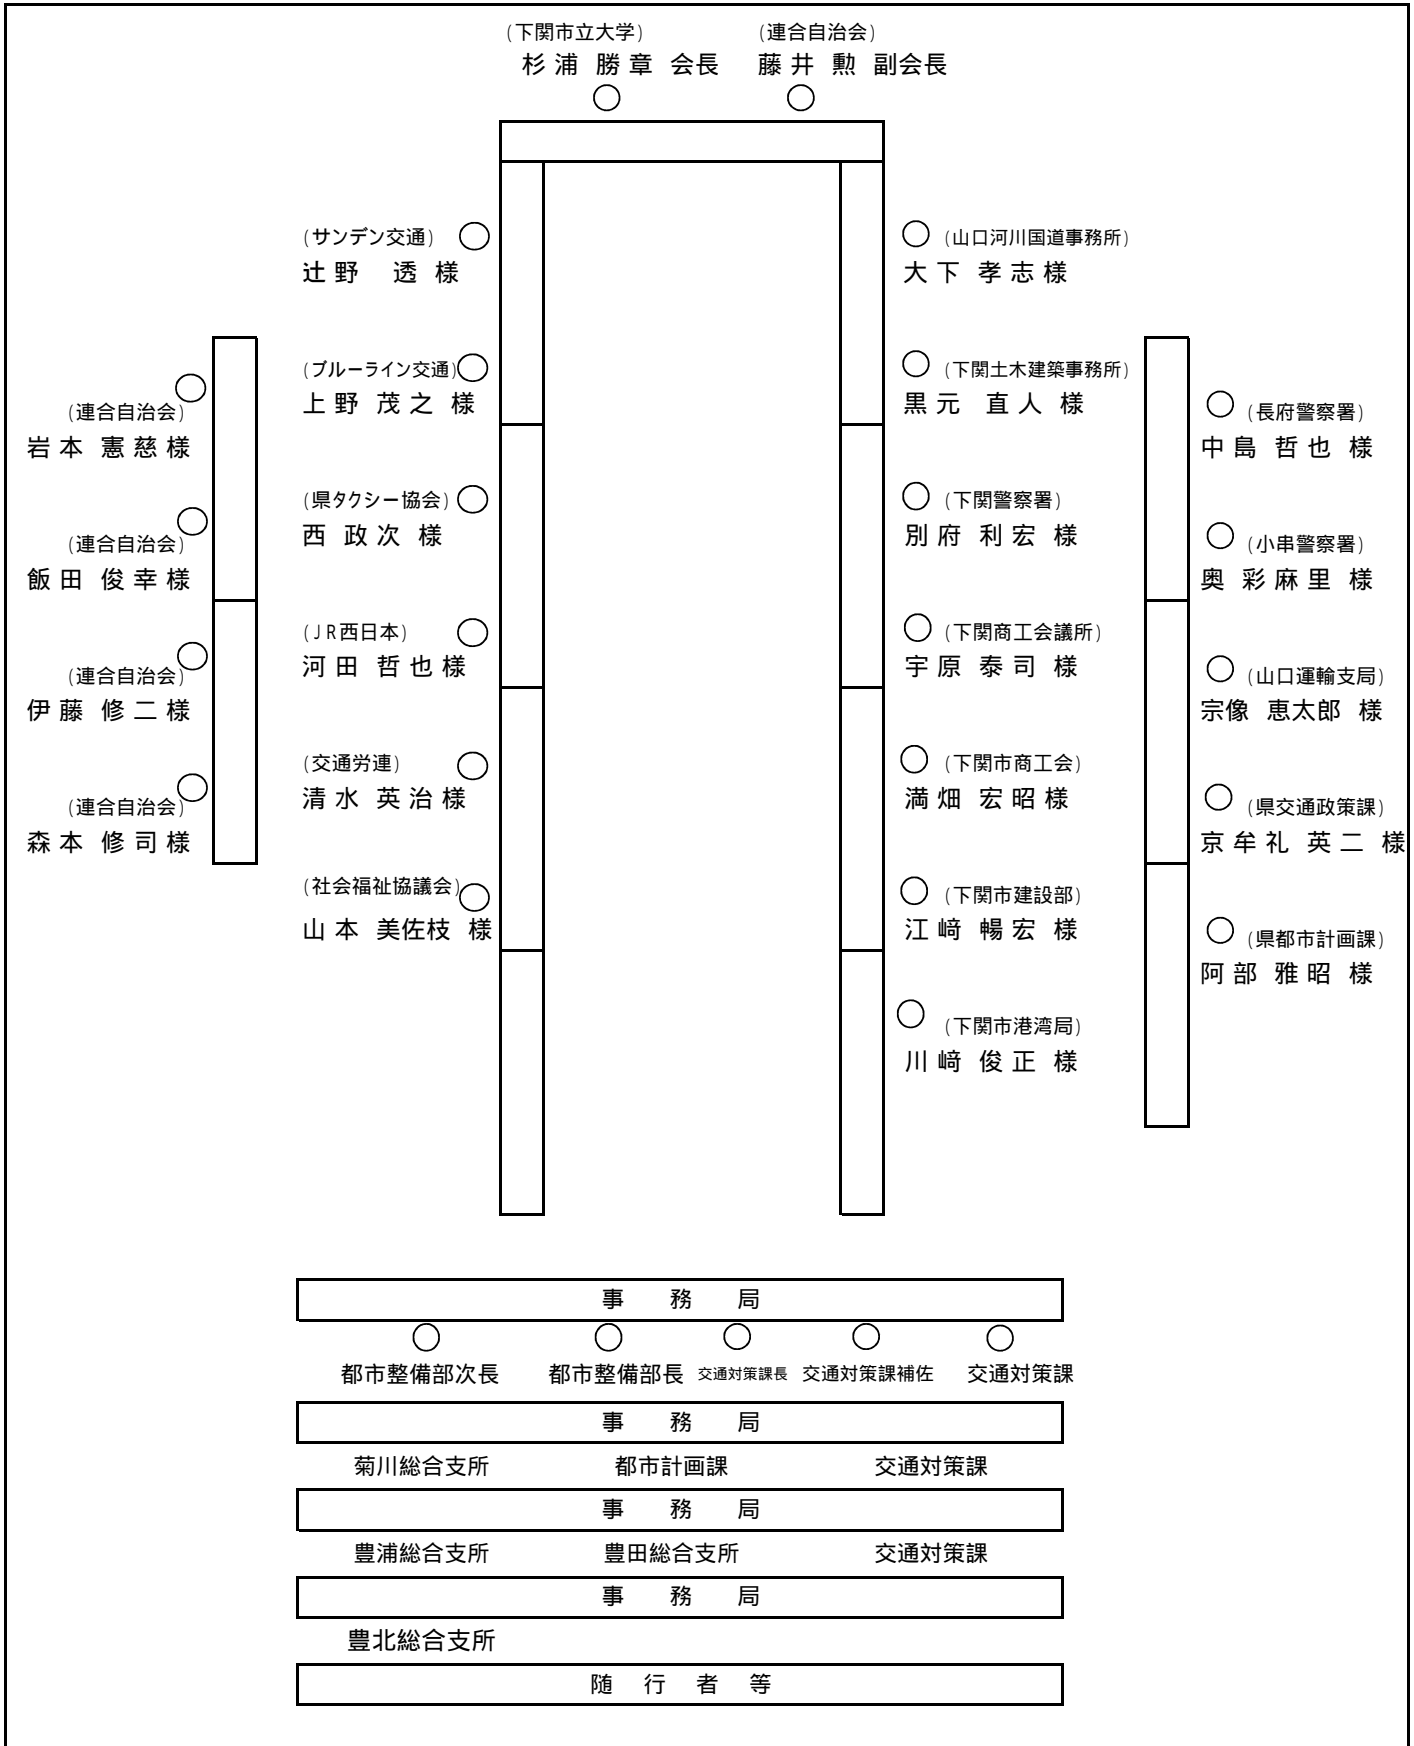 (下関市立大学)
杉浦 勝章 会長
(連合自治会)
藤井 勲 副会長
(サンデン交通)
辻野 透 様
(ブルーライン交通)
上野 茂之 様
(県タクシー協会)
西 政次 様
(JR西日本)
河田 哲也様
(交通労連)
清水 英治様
(社会福祉協議会)
山本 美佐枝 様
(山口河川国道事務所)
大下 孝志様
(下関土木建築事務所)
黒元 直人 様
(下関警察署)
別府 利宏 様
(下関商工会議所)
宇原 泰司 様
(下関市商工会)
満畑 宏昭様
(下関市建設部)
江﨑 暢宏 様
(下関市港湾局)
川﨑 俊正 様
(連合自治会)
岩本 憲慈様
(連合自治会)
飯田 俊幸様
(連合自治会)
伊藤 修二様
(連合自治会)
森本 修司様
(長府警察署)
中島 哲也 様
(小串警察署)
奥 彩麻里 様
(山口運輸支局)
宗像 恵太郎 様
(県交通政策課)
京牟礼 英二 様
(県都市計画課)
阿部 雅昭 様
事務局
都市整備部次長 都市整備部長 交通対策課長 交通対策課補佐 交通対策課
事務局
菊川総合支所 都市計画課 交通対策課
事務局
豊浦総合支所 豊田総合支所 交通対策課
事務局
豊北総合支所
随行者等